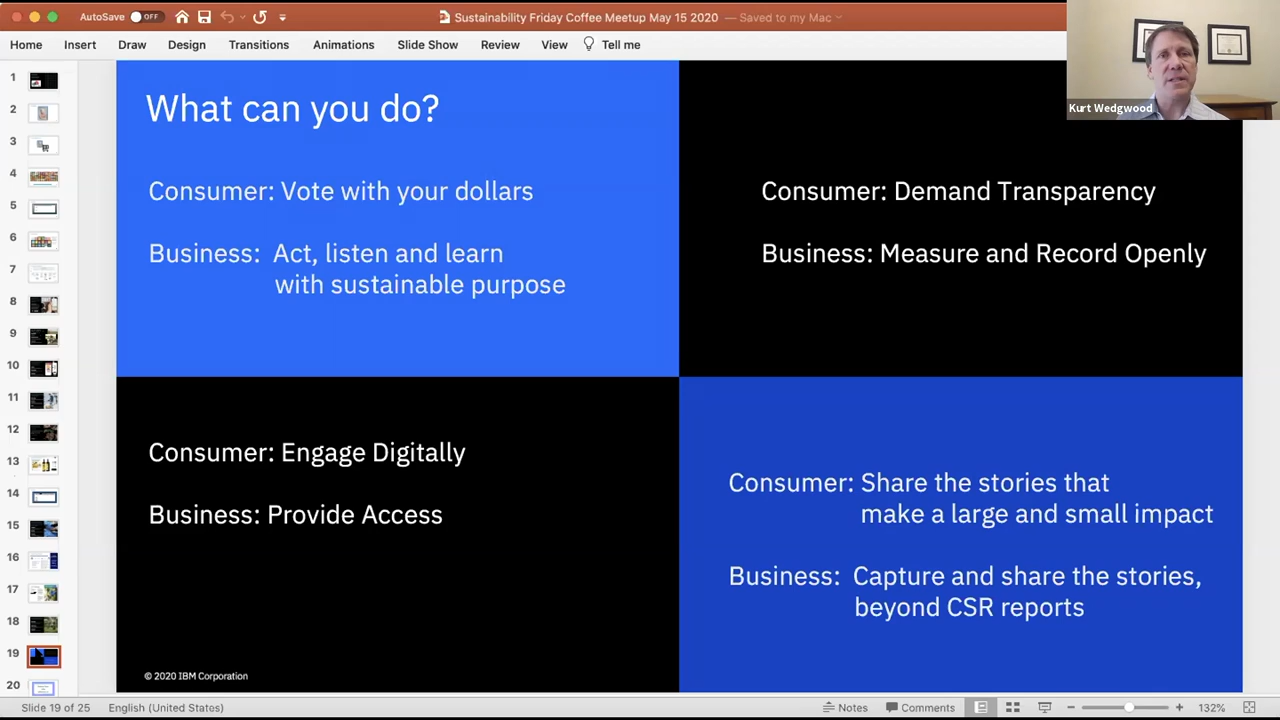 AutoSave OFF
Sustainability Friday Coffee Meetup May 15 2020 — Saved to my Mac
Home Insert Draw Design Transitions Animations Slide Show Review View Tell me
Kurt Wedgwood
1
2
3
4
5
6
7
8
9
10
11
12
13
14
15
16
17
18
19
20
What can you do?
Consumer: Vote with your dollars
Business: Act, listen and learn
with sustainable purpose
Consumer: Demand Transparency
Business: Measure and Record Openly
Consumer: Engage Digitally
Business: Provide Access
Consumer: Share the stories that
make a large and small impact
Business: Capture and share the stories,
beyond CSR reports
© 2020 IBM Corporation
Slide 19 of 25 English (United States) Notes Comments 132%